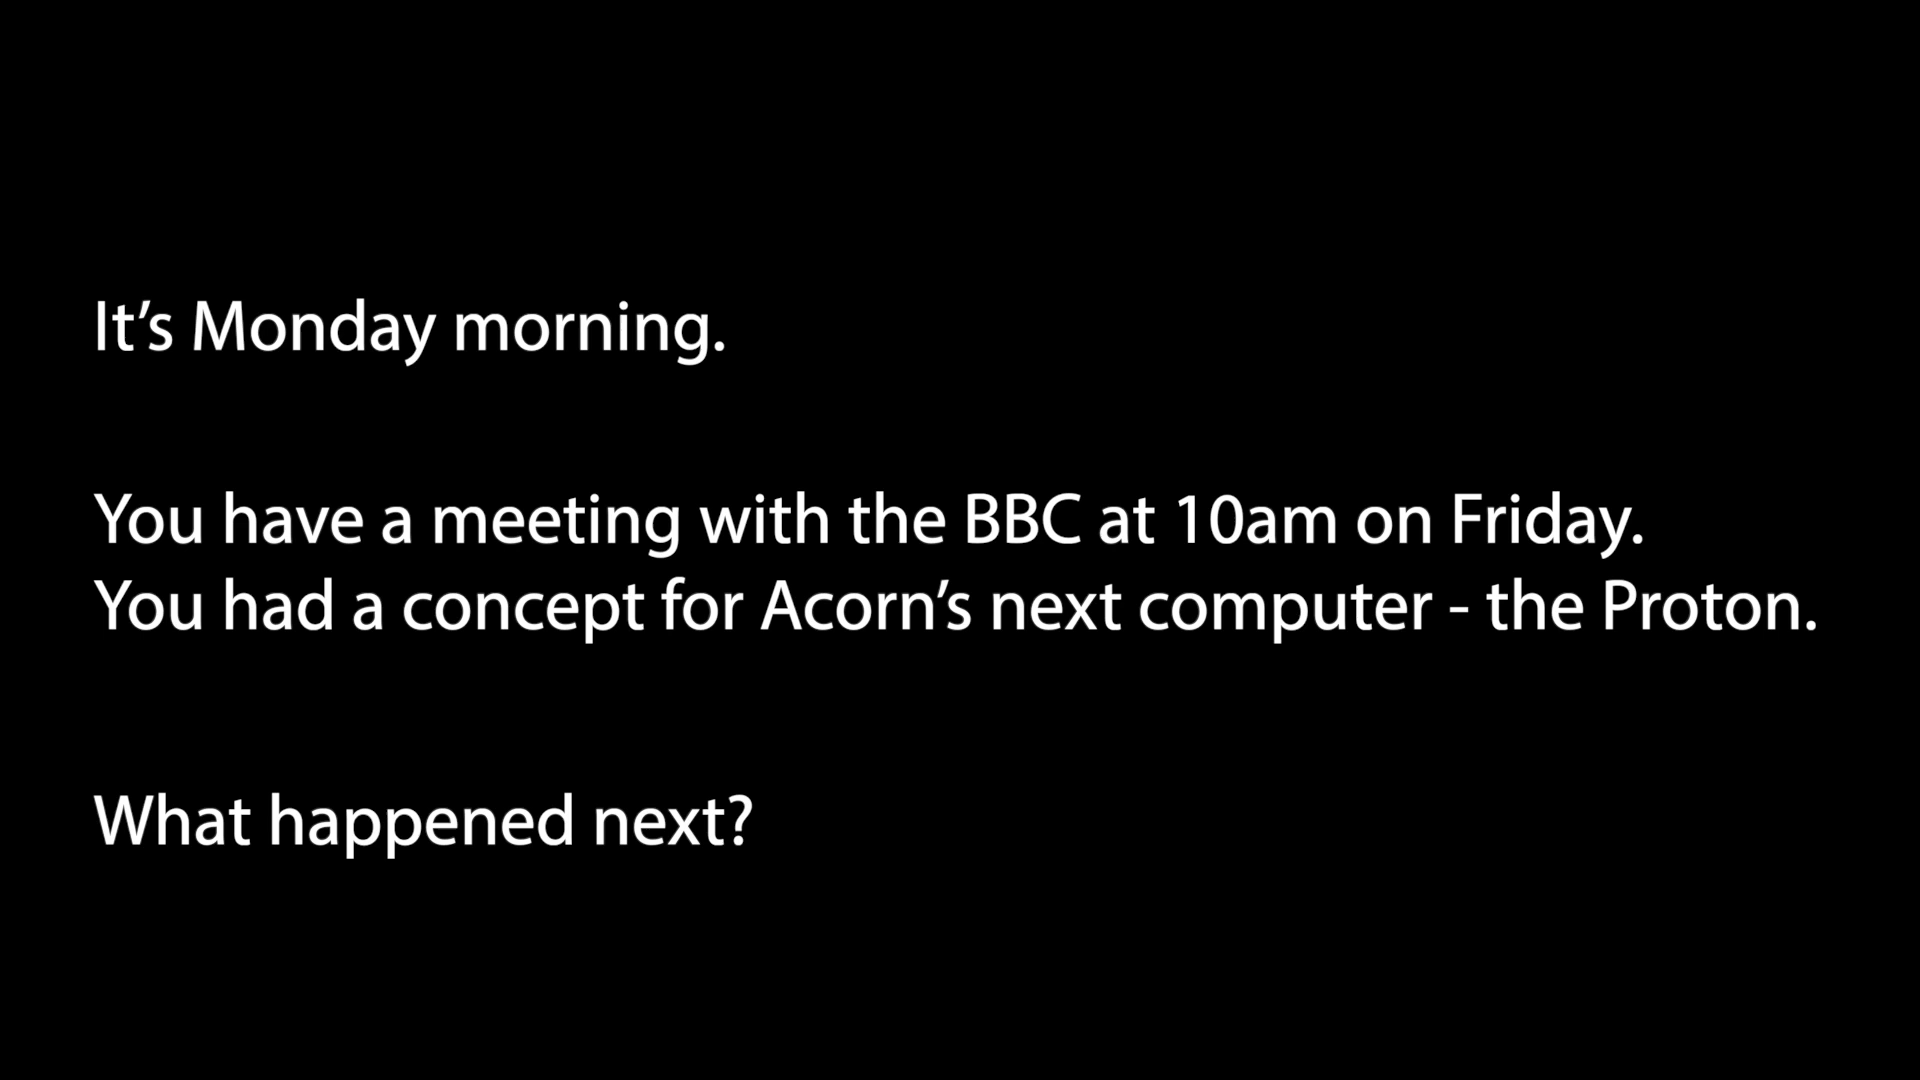 It’s Monday morning.
You have a meeting with the BBC at 10am on Friday.
You had a concept for Acorn’s next computer - the Proton.
What happened next?